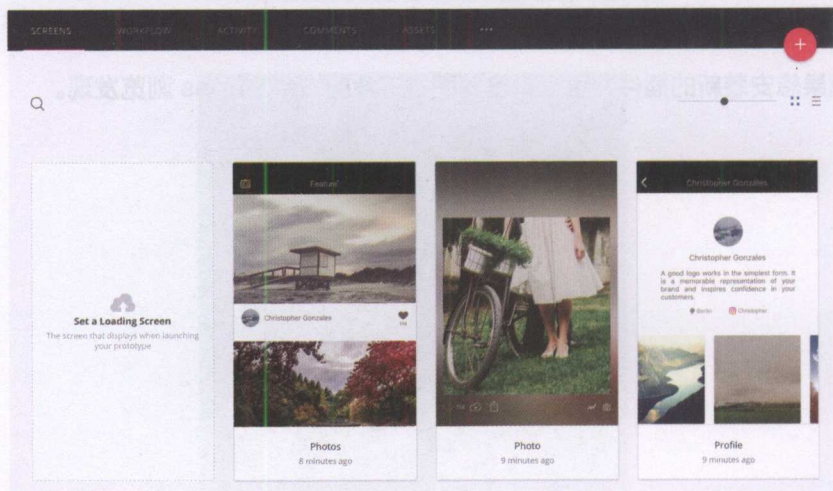 SCREENS WORKFLOW ACTIVITY COMMENTS ASSETS
Feature
Christopher Gonzales
Christopher Gonzales
Christopher Gonzales
A good logo works in the simplest form. It
is a memorable representation of your
brand and inspires confidence in your
customers.
Christopher
Set a Loading Screen
The screen that displays when launching
your prototype
Photos
8 minutes ago
Photo
9 minutes ago
Profile
9 minutes ago